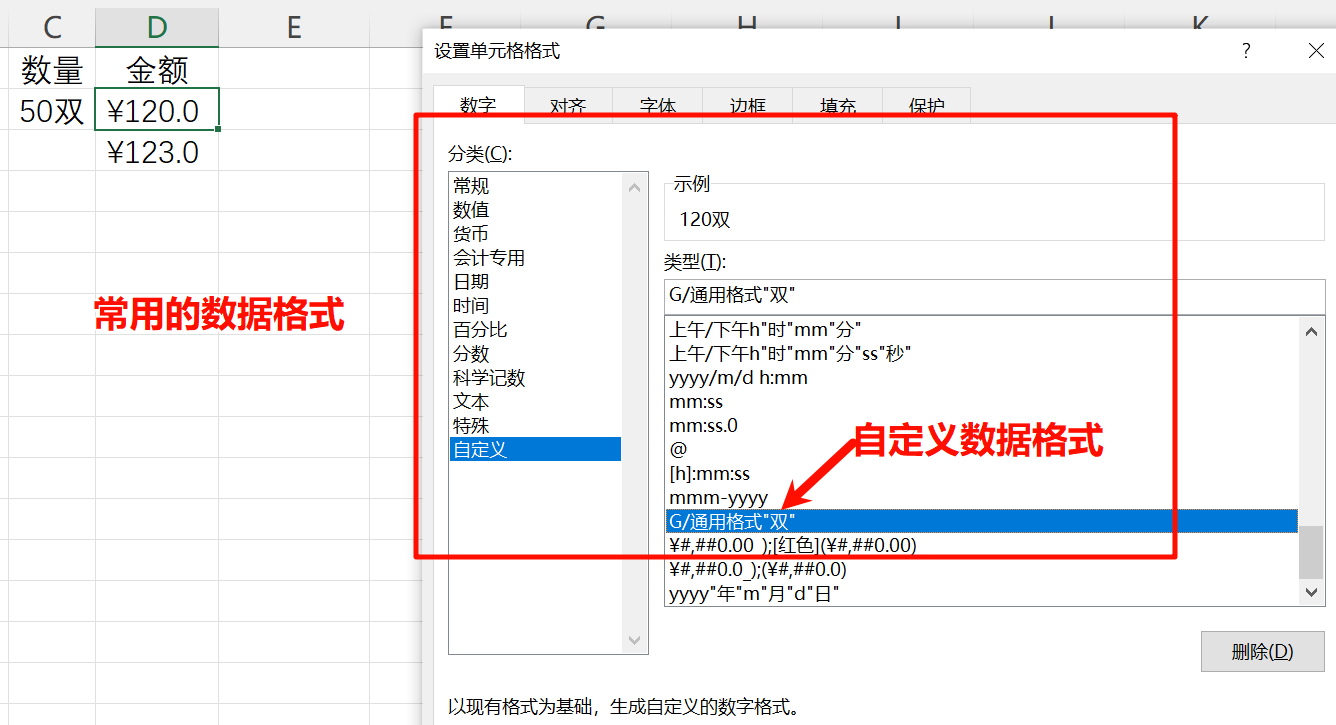 C D E F G H I J K
数量 金额
50双 ¥120.0
¥123.0
常用的数据格式
设置单元格格式 ? ×
数字 对齐 字体 边框 填充 保护
分类(C):
常规
数值
货币
会计专用
日期
时间
百分比
分数
科学记数
文本
特殊
自定义
示例
120双
类型(T):
G/通用格式"双"
上午/下午h"时"mm"分"
上午/下午h"时"mm"分"ss"秒"
yyyy/m/d h:mm
mm:ss
mm:ss.0
@
[h]:mm:ss
mmm-yyyy
G/通用格式"双"
¥#,##0.00_);[红色](¥#,##0.00)
¥#,##0.0_);(¥#,##0.0)
yyyy"年"m"月"d"日"
自定义数据格式
删除(D)
以现有格式为基础，生成自定义的数字格式。